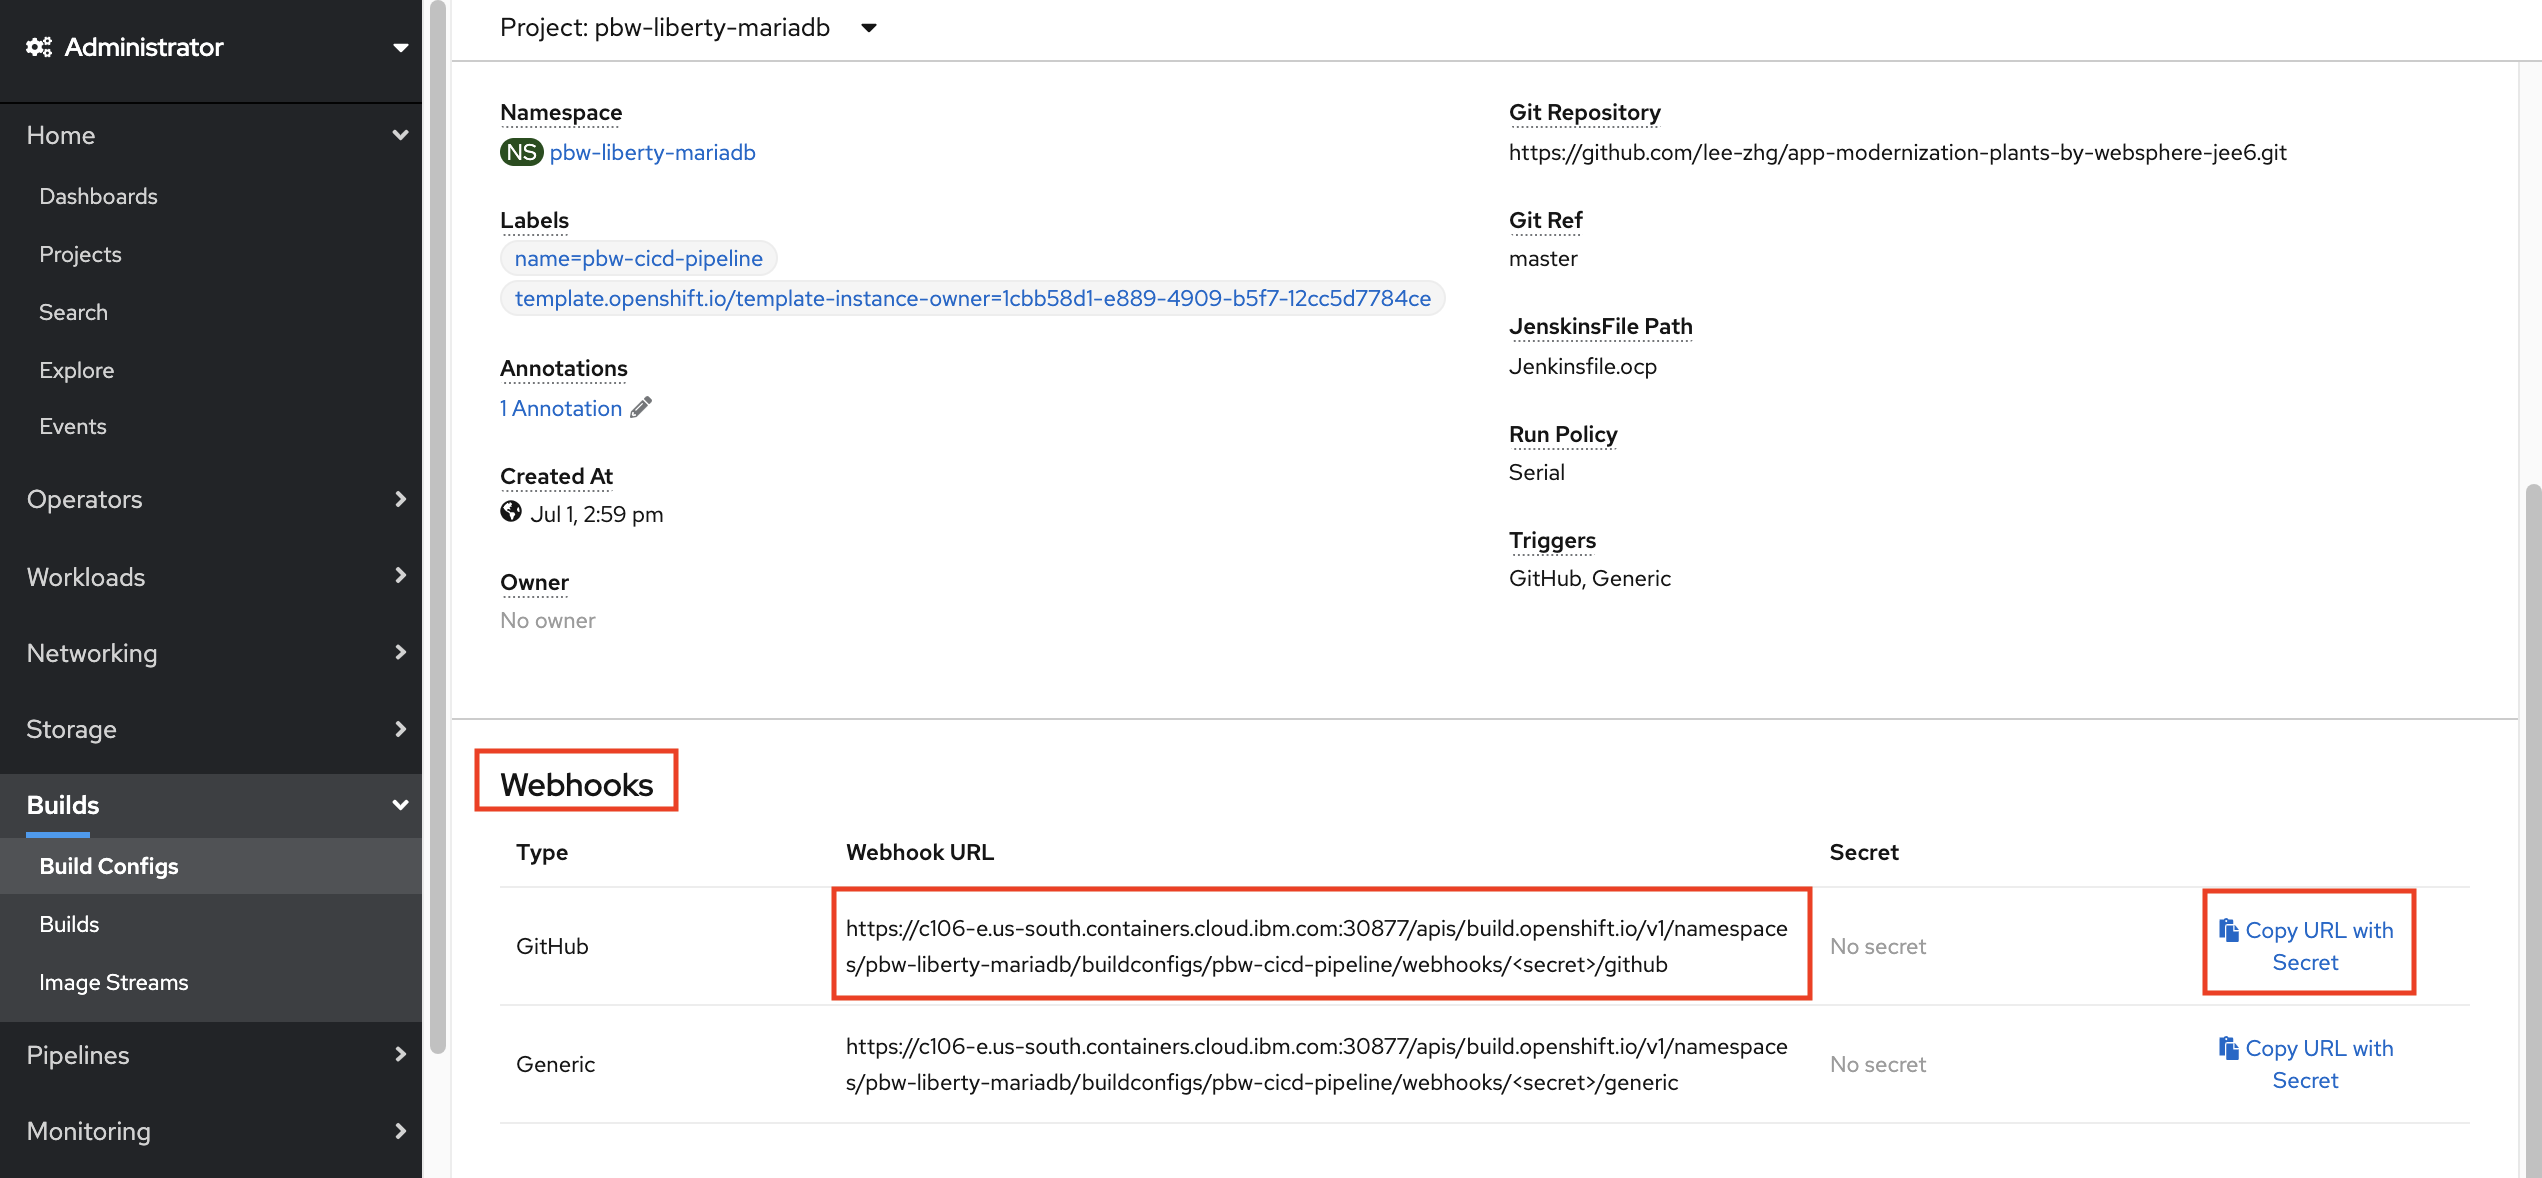 Administrator
Home
Dashboards
Projects
Search
Explore
Events
Operators
Workloads
Networking
Storage
Builds
Build Configs
Builds
Image Streams
Pipelines
Monitoring
Project: pbw-liberty-mariadb
Namespace
NS pbw-liberty-mariadb
Labels
name=pbw-cicd-pipeline
template.openshift.io/template-instance-owner=1cbb58d1-e889-4909-b5f7-12cc5d7784ce
Annotations
1 Annotation
Created At
Jul 1, 2:59 pm
Owner
No owner
Git Repository
https://github.com/lee-zhg/app-modernization-plants-by-websphere-jee6.git
Git Ref
master
JenskinsFile Path
Jenkinsfile.ocp
Run Policy
Serial
Triggers
GitHub, Generic
Webhooks
Type Webhook URL Secret
GitHub
https://c106-e.us-south.containers.cloud.ibm.com:30877/apis/build.openshift.io/v1/namespace
s/pbw-liberty-mariadb/buildconfigs/pbw-cicd-pipeline/webhooks/<secret>/github
No secret
Copy URL with
Secret
Generic
https://c106-e.us-south.containers.cloud.ibm.com:30877/apis/build.openshift.io/v1/namespace
s/pbw-liberty-mariadb/buildconfigs/pbw-cicd-pipeline/webhooks/<secret>/generic
No secret
Copy URL with
Secret